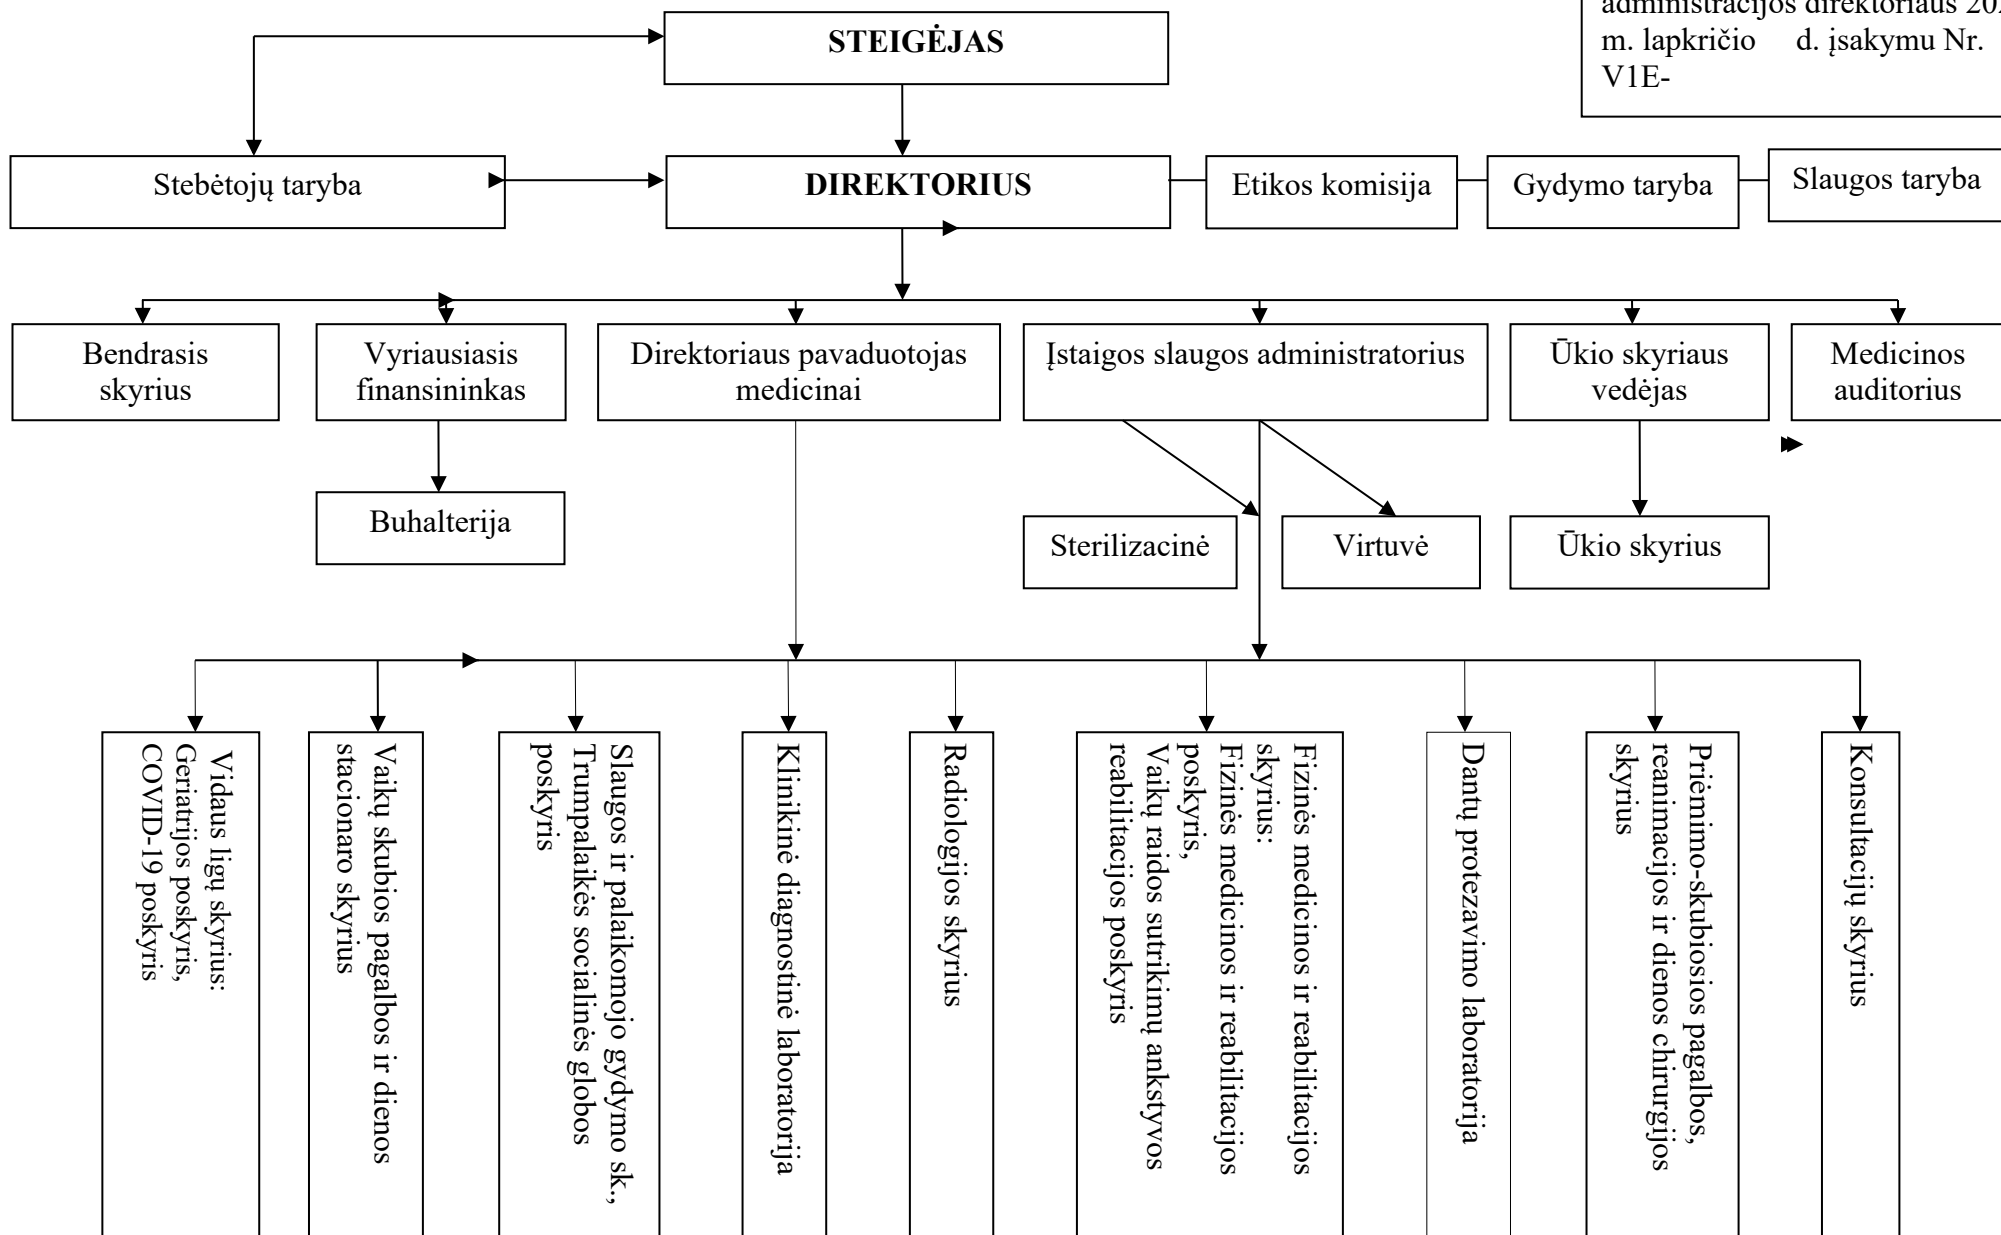 administracijos direktoriaus
m. lapkričio d. įsakymu Nr.
V1E-
STEIGĖJAS
Stebėtojų taryba
DIREKTORIUS
Etikos komisija
Gydymo taryba
Slaugos taryba
Bendrasis
skyrius
Vyriausiasis
finansininkas
Direktoriaus pavaduotojas
medicinai
Įstaigos slaugos administratorius
Ūkio skyriaus
vedėjas
Medicinos
auditorius
Buhalterija
Sterilizacinė
Virtuvė
Ūkio skyrius
Vidaus ligų skyrius:
Geriatrijos poskyris,
COVID-19 poskyris
Vaikų skubios pagalbos ir dienos
stacionaro skyrius
Slaugos ir palaikomojo gydymo sk.,
Trumpalaikės socialinės globos
poskyris
Klinikinė diagnostinė laboratorija
Radiologijos skyrius
Fizinės medicinos ir reabilitacijos
skyrius:
Fizinės medicinos ir reabilitacijos
poskyris,
Vaikų raidos sutrikimų ankstyvos
reabilitacijos poskyris
Dantų protezavimo laboratorija
Priėmimo-skubiosios pagalbos,
reanimacijos ir dienos chirurgijos
skyrius
Konsultacijų skyrius